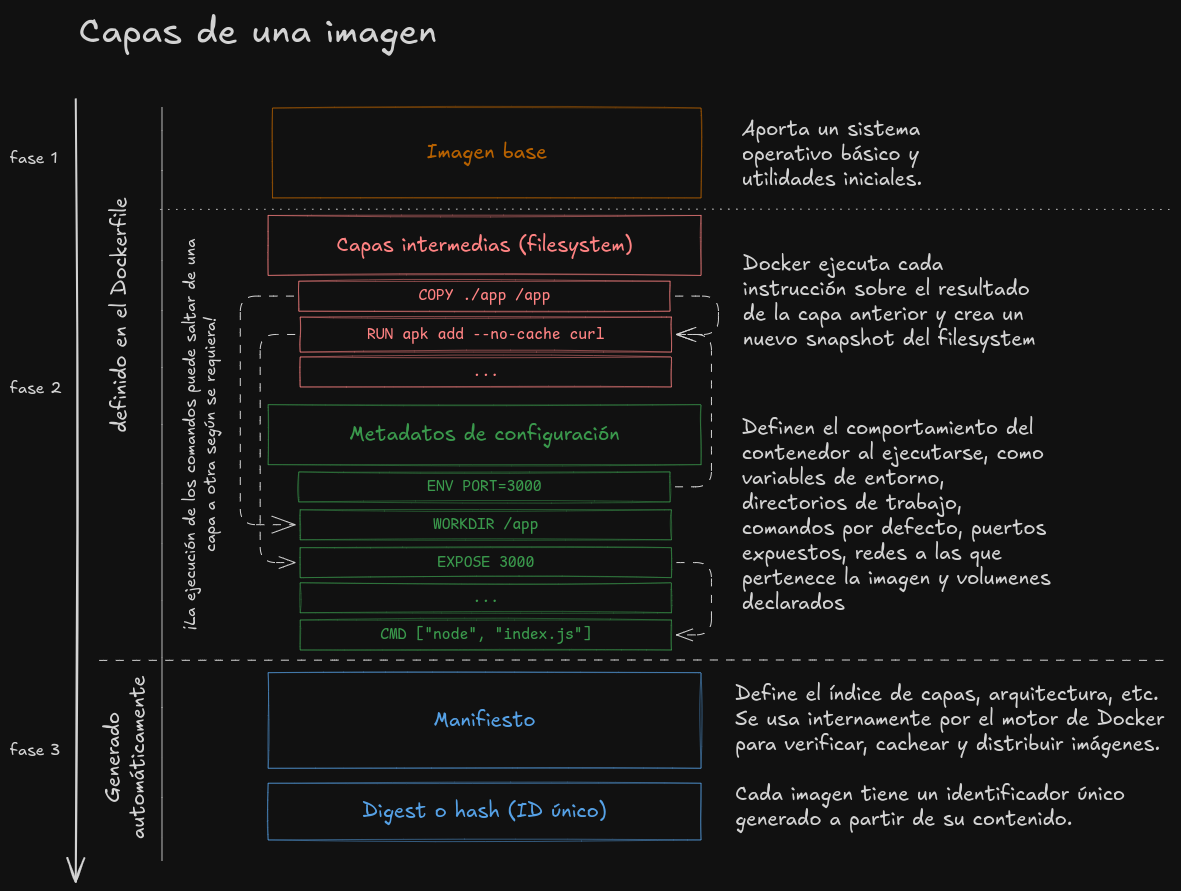 Capas de una imagen
fase 1
Imagen base
Aporta un sistema
operativo básico y
utilidades iniciales.
definido en el Dockerfile
fase 2
¡La ejecución de los comandos puede saltar de una
capa a otra según se requiera!
Capas intermedias (filesystem)
COPY ./app /app
RUN apk add --no-cache curl
...
Docker ejecuta cada
instrucción sobre el resultado
de la capa anterior y crea un
nuevo snapshot del filesystem
Metadatos de configuración
ENV PORT=3000
WORKDIR /app
EXPOSE 3000
...
CMD ["node", "index.js"]
Definen el comportamiento del
contenedor al ejecutarse, como
variables de entorno,
directorios de trabajo,
comandos por defecto, puertos
expuestos, redes a las que
pertenece la imagen y volumenes
declarados
fase 3
Generado
automáticamente
Manifiesto
Define el índice de capas, arquitectura, etc.
Se usa internamente por el motor de Docker
para verificar, cachear y distribuir imágenes.
Digest o hash (ID único)
Cada imagen tiene un identificador único
generado a partir de su contenido.